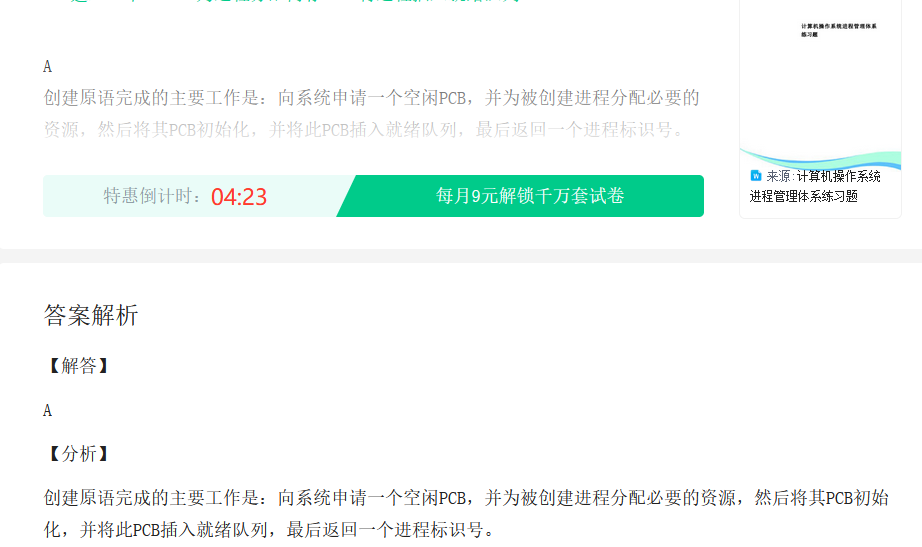 A
创建原语完成的主要工作是：向系统申请一个空闲PCB，并为被创建进程分配必要的
资源，然后将其PCB初始化，并将此PCB插入就绪队列，最后返回一个进程标识号。
特惠倒计时：04:23
每月9元解锁千万套试卷
计算机操作系统进程管理体系
练习题
来源:计算机操作系统
进程管理体系练习题
答案解析
【解答】
A
【分析】
创建原语完成的主要工作是：向系统申请一个空闲PCB，并为被创建进程分配必要的资源，然后将其PCB初始
化，并将此PCB插入就绪队列，最后返回一个进程标识号。